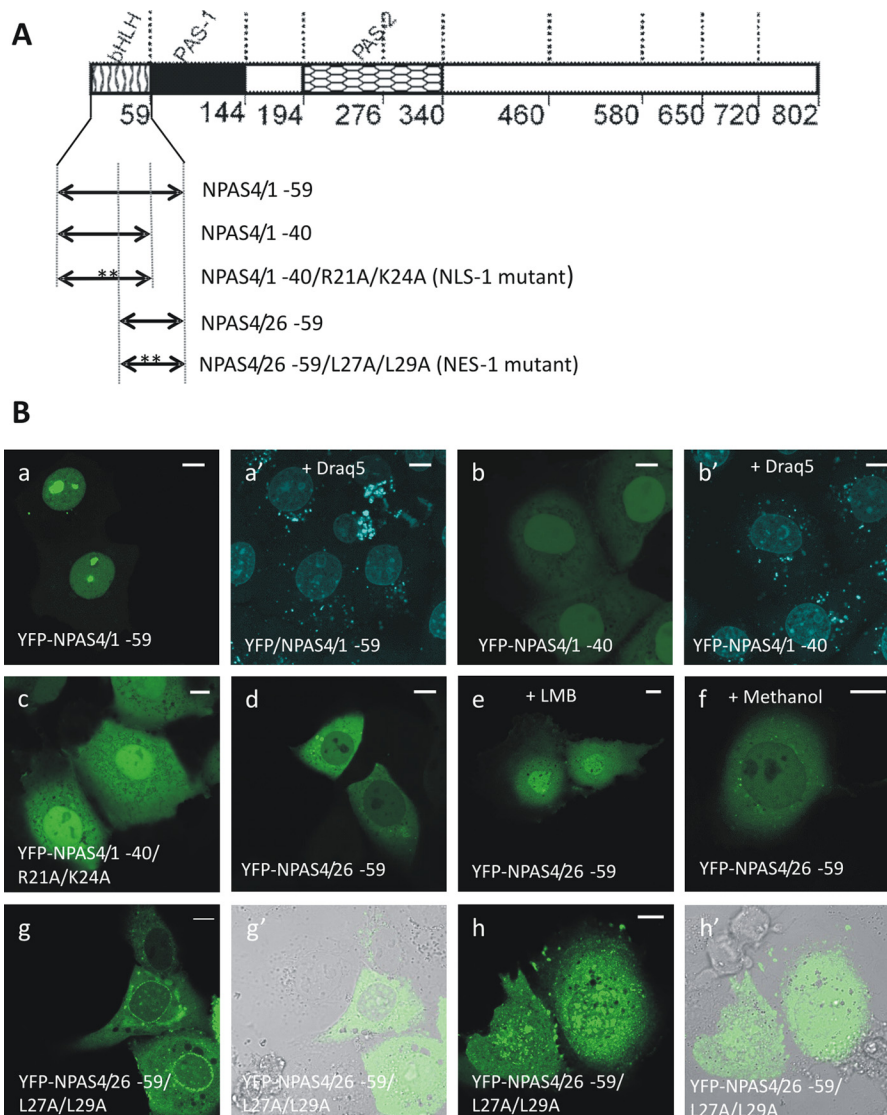 A
bHLH PAS-1 PAS-2
59 144 194 276 340 460 580 650 720 802
NPAS4/1 -59
NPAS4/1 -40
** NPAS4/1 -40/R21A/K24A (NLS-1 mutant)
NPAS4/26 -59
** NPAS4/26 -59/L27A/L29A (NES-1 mutant)
B
a a′ + Draq5 b b′ + Draq5
YFP-NPAS4/1 -59 YFP/NPAS4/1 -59 YFP-NPAS4/1 -40 YFP-NPAS4/1 -40
c d e + LMB f + Methanol
YFP-NPAS4/1 -40/
R21A/K24A YFP-NPAS4/26 -59 YFP-NPAS4/26 -59 YFP-NPAS4/26 -59
g g′ h h′
YFP-NPAS4/26 -59/ YFP-NPAS4/26 -59/ YFP-NPAS4/26 -59/ YFP-NPAS4/26 -59/
L27A/L29A L27A/L29A L27A/L29A L27A/L29A